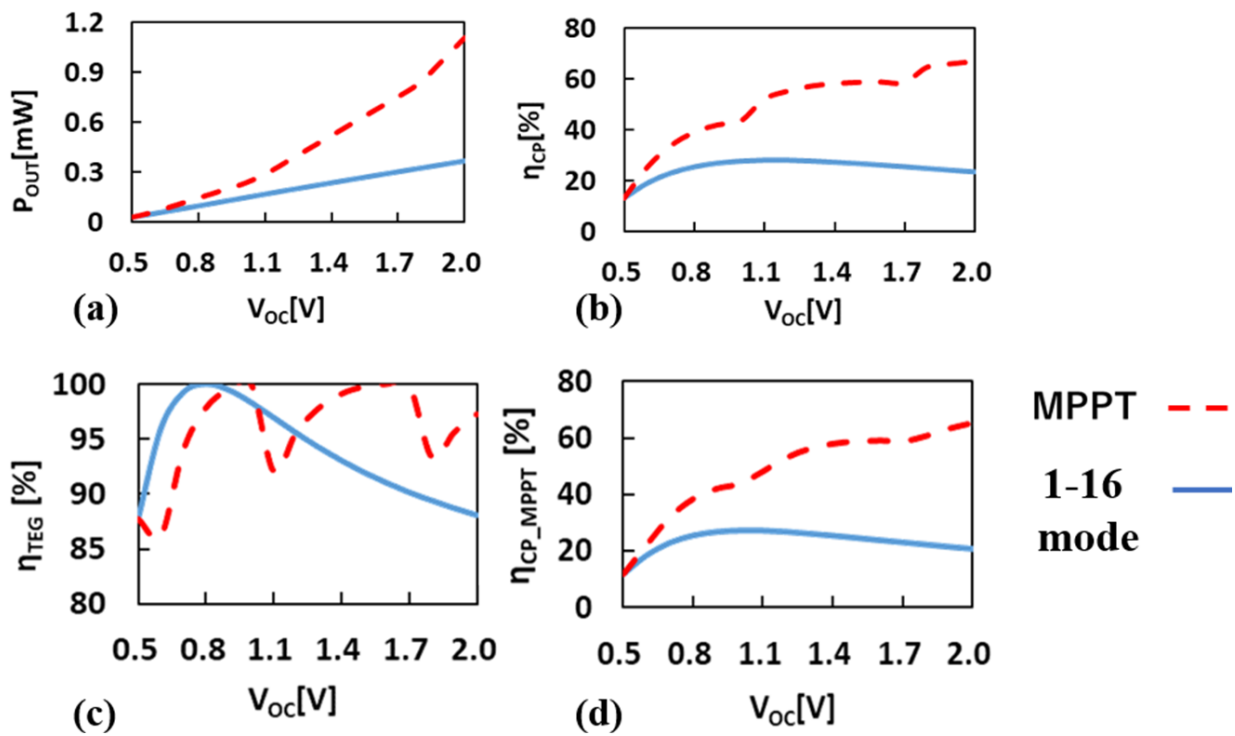 1.2
0.9
0.6
0.3
0
P_OUT[mW]
0.5 0.8 1.1 1.4 1.7 2.0
V_OC[V]
(a)
80
60
40
20
0
η_CP[%]
0.5 0.8 1.1 1.4 1.7 2.0
V_OC[V]
(b)
100
95
90
85
80
η_TEG [%]
0.5 0.8 1.1 1.4 1.7 2.0
V_OC[V]
(c)
80
60
40
20
0
η_CP_MPPT [%]
0.5 0.8 1.1 1.4 1.7 2.0
V_OC[V]
(d)
MPPT
1-16
mode